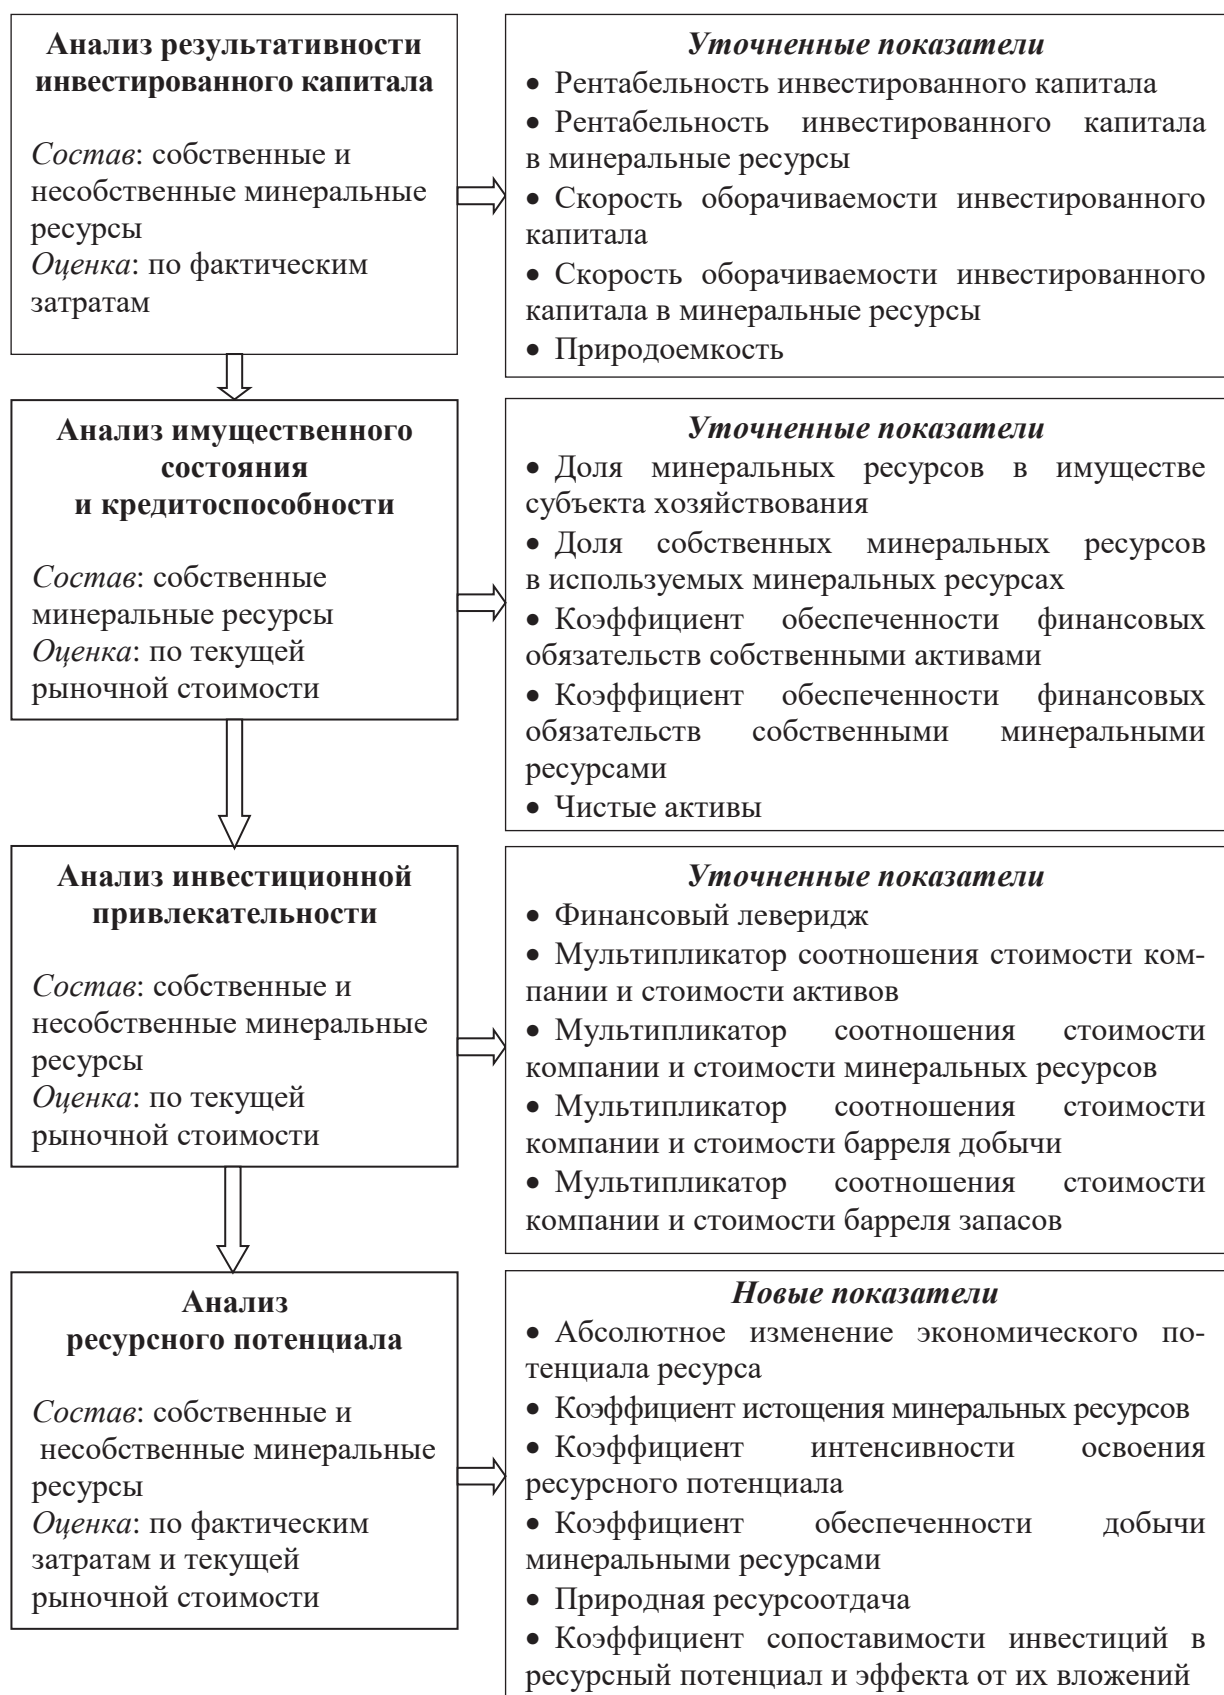 Анализ результативности
инвестированного капитала
Состав: собственные и
несобственные минеральные
ресурсы
Оценка: по фактическим
затратам
Уточненные показатели
• Рентабельность инвестированного капитала
• Рентабельность инвестированного капитала
в минеральные ресурсы
• Скорость оборачиваемости инвестированного
капитала
• Скорость оборачиваемости инвестированного
капитала в минеральные ресурсы
• Природоемкость
Анализ имущественного
состояния
и кредитоспособности
Состав: собственные
минеральные ресурсы
Оценка: по текущей
рыночной стоимости
Уточненные показатели
• Доля минеральных ресурсов в имуществе
субъекта хозяйствования
• Доля собственных минеральных ресурсов
в используемых минеральных ресурсах
• Коэффициент обеспеченности финансовых
обязательств собственными активами
• Коэффициент обеспеченности финансовых
обязательств собственными минеральными
ресурсами
• Чистые активы
Анализ инвестиционной
привлекательности
Состав: собственные и
несобственные минеральные
ресурсы
Оценка: по текущей
рыночной стоимости
Уточненные показатели
• Финансовый леверидж
• Мультипликатор соотношения стоимости ком-
пании и стоимости активов
• Мультипликатор соотношения стоимости
компании и стоимости минеральных ресурсов
• Мультипликатор соотношения стоимости
компании и стоимости барреля добычи
• Мультипликатор соотношения стоимости
компании и стоимости барреля запасов
Анализ
ресурсного потенциала
Состав: собственные и
несобственные минеральные
ресурсы
Оценка: по фактическим
затратам и текущей
рыночной стоимости
Новые показатели
• Абсолютное изменение экономического по-
тенциала ресурса
• Коэффициент истощения минеральных ресурсов
• Коэффициент интенсивности освоения
ресурсного потенциала
• Коэффициент обеспеченности добычи
минеральными ресурсами
• Природная ресурсоотдача
• Коэффициент сопоставимости инвестиций в
ресурсный потенциал и эффекта от их вложений